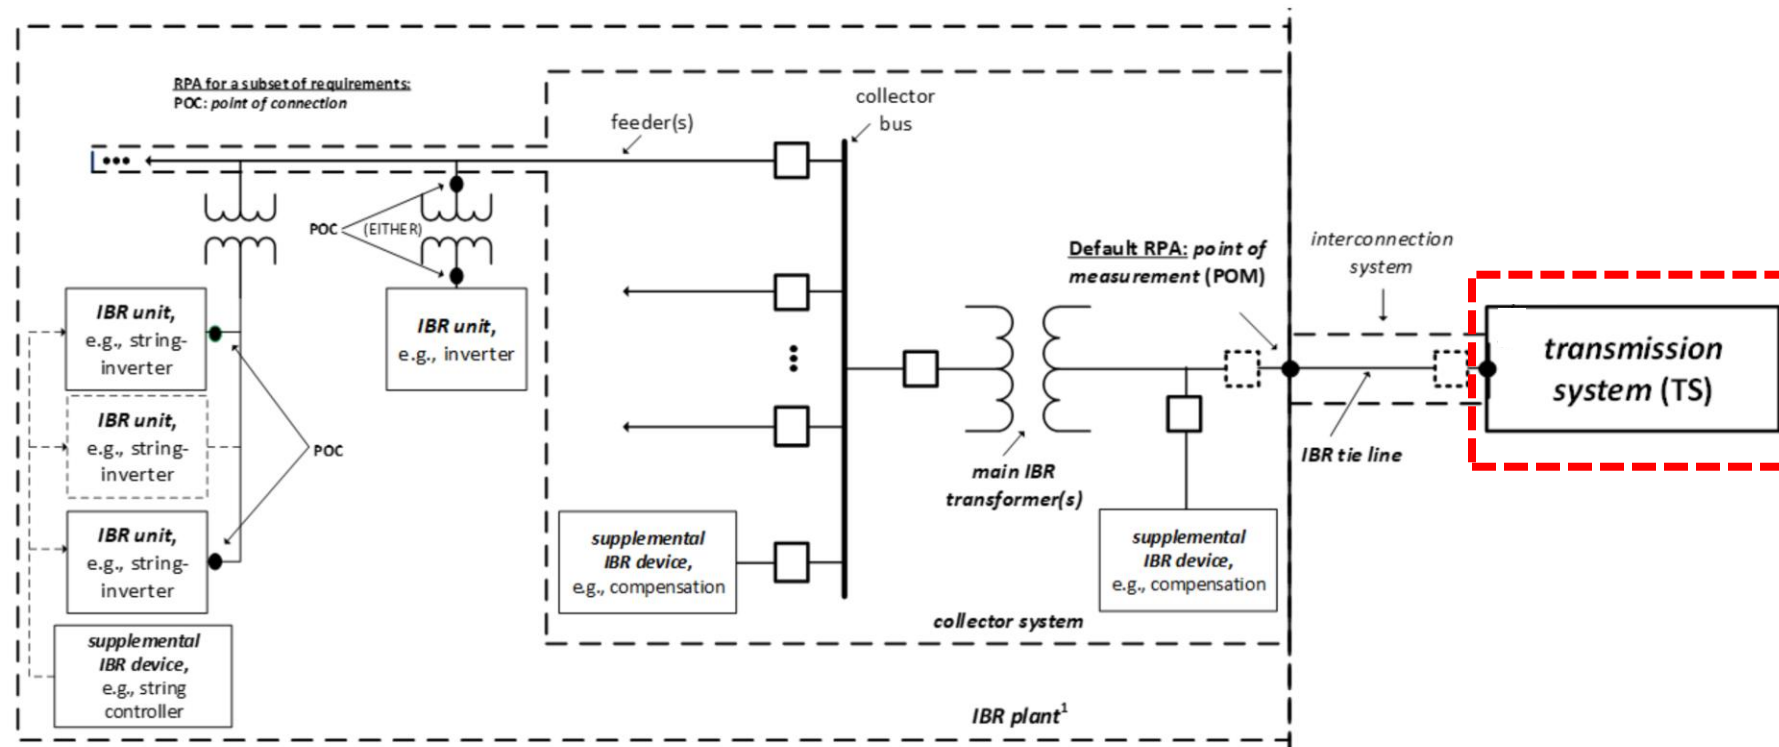 RPA for a subset of requirements:
POC: point of connection
feeder(s)
collector
bus
POC
(EITHER)
IBR unit,
e.g., string-
inverter
IBR unit,
e.g., inverter
IBR unit,
e.g., string-
inverter
POC
IBR unit,
e.g., string-
inverter
supplemental
IBR device,
e.g., string
controller
supplemental
IBR device,
e.g., compensation
main IBR
transformer(s)
Default RPA: point of
measurement (POM)
supplemental
IBR device,
e.g., compensation
collector system
IBR plant¹
interconnection
system
IBR tie line
transmission
system (TS)